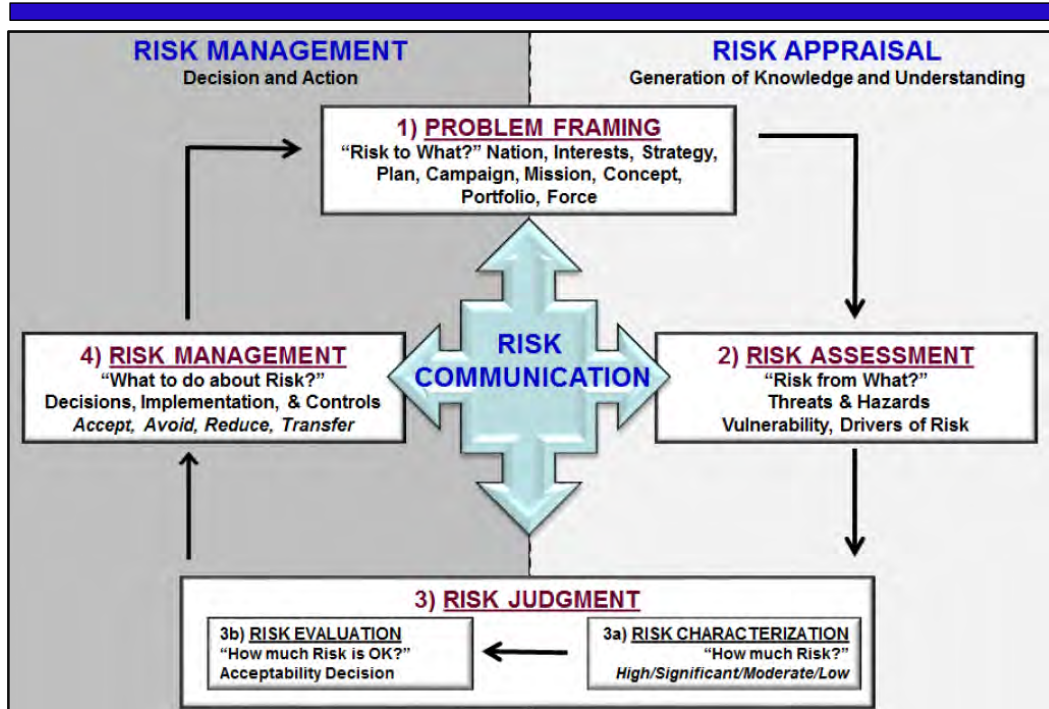 RISK MANAGEMENT
Decision and Action
RISK APPRAISAL
Generation of Knowledge and Understanding
1) PROBLEM FRAMING
“Risk to What?” Nation, Interests, Strategy,
Plan, Campaign, Mission, Concept,
Portfolio, Force
4) RISK MANAGEMENT
“What to do about Risk?”
Decisions, Implementation, & Controls
Accept, Avoid, Reduce, Transfer
RISK
COMMUNICATION
2) RISK ASSESSMENT
“Risk from What?”
Threats & Hazards
Vulnerability, Drivers of Risk
3) RISK JUDGMENT
3b) RISK EVALUATION
“How much Risk is OK?”
Acceptability Decision
3a) RISK CHARACTERIZATION
“How much Risk?”
High/Significant/Moderate/Low